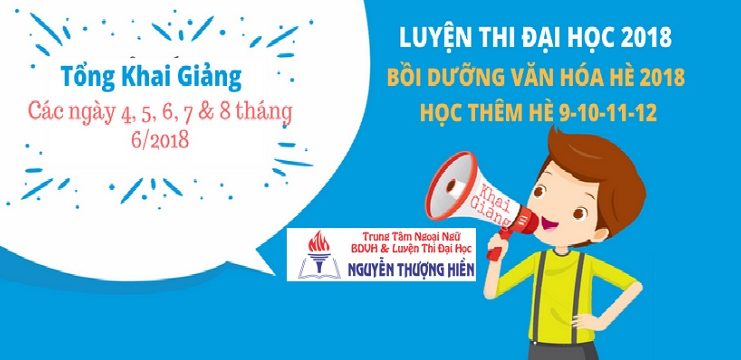 Tổng Khai Giảng
Các ngày 4, 5, 6, 7 & 8 tháng
6/2018
LUYỆN THI ĐẠI HỌC 2018
BỒI DƯỠNG VĂN HÓA HÈ 2018
HỌC THÊM HÈ 9-10-11-12
Khai
Giảng
Trung Tâm Ngoại Ngữ
BDVH & Luyện Thi Đại Học
NGUYỄN THƯỢNG HIỀN